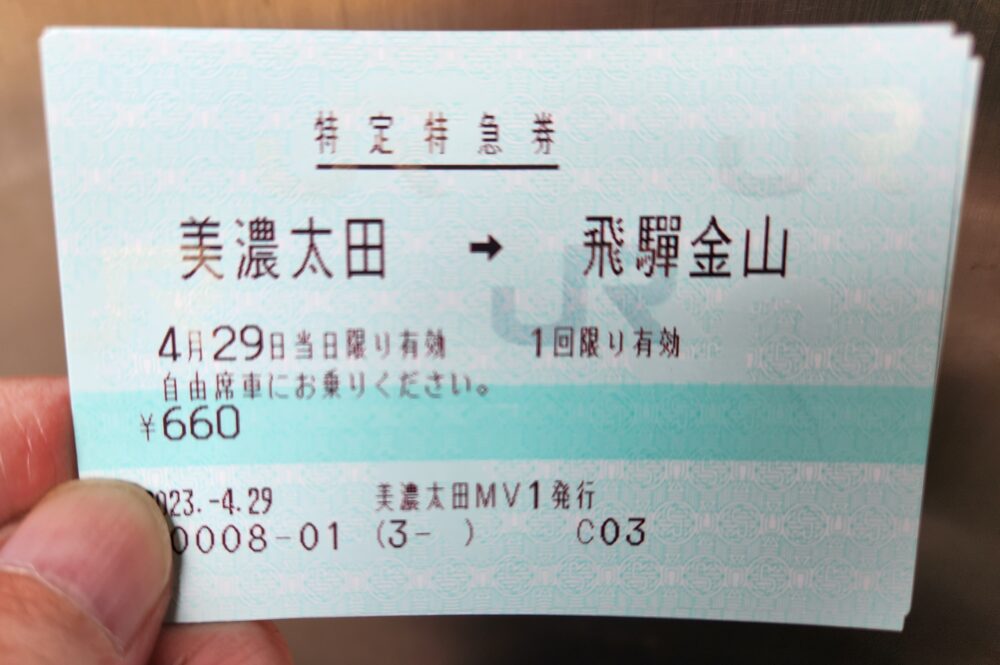 特定特急券
美濃太田 → 飛驒金山
4月29日当日限り有効 1回限り有効
自由席車にお乗りください。
¥660
023.-4.29 美濃太田MV1発行
0008-01 (3- ) C03